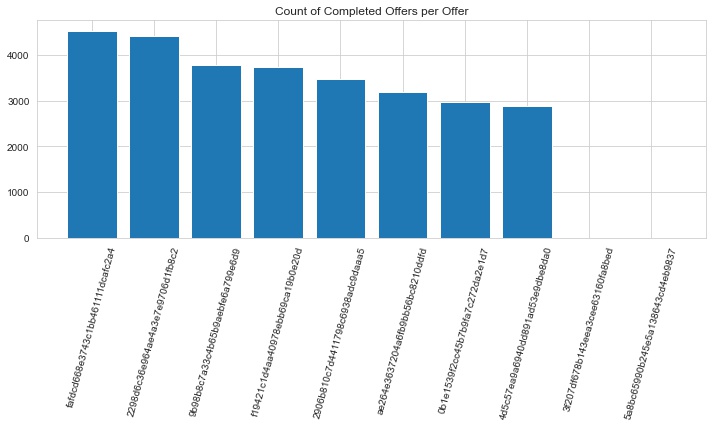 Count of Completed Offers per Offer
4000
3000
2000
1000
0
fafdcd668e3743c1bb461111dcafc2a4
2298d6c36e964ae4a3e7e9706d1fb8c2
9b98b8c7a33c4b65b9aebfe6a799e6d9
f19421c1d4aa40978ebb69ca19b0e20d
2906b810c7d4411798c6938adc9daaa5
ae264e3637204a6fb9bb56bc8210ddfd
0b1e1539f2cc45b7b9fa7c272da2e1d7
4d5c57ea9a6940dd891ad53e9dbe8da0
3f207df678b143eea3cee63160fa8bed
5a8bc65990b245e5a138643cd4eb9837